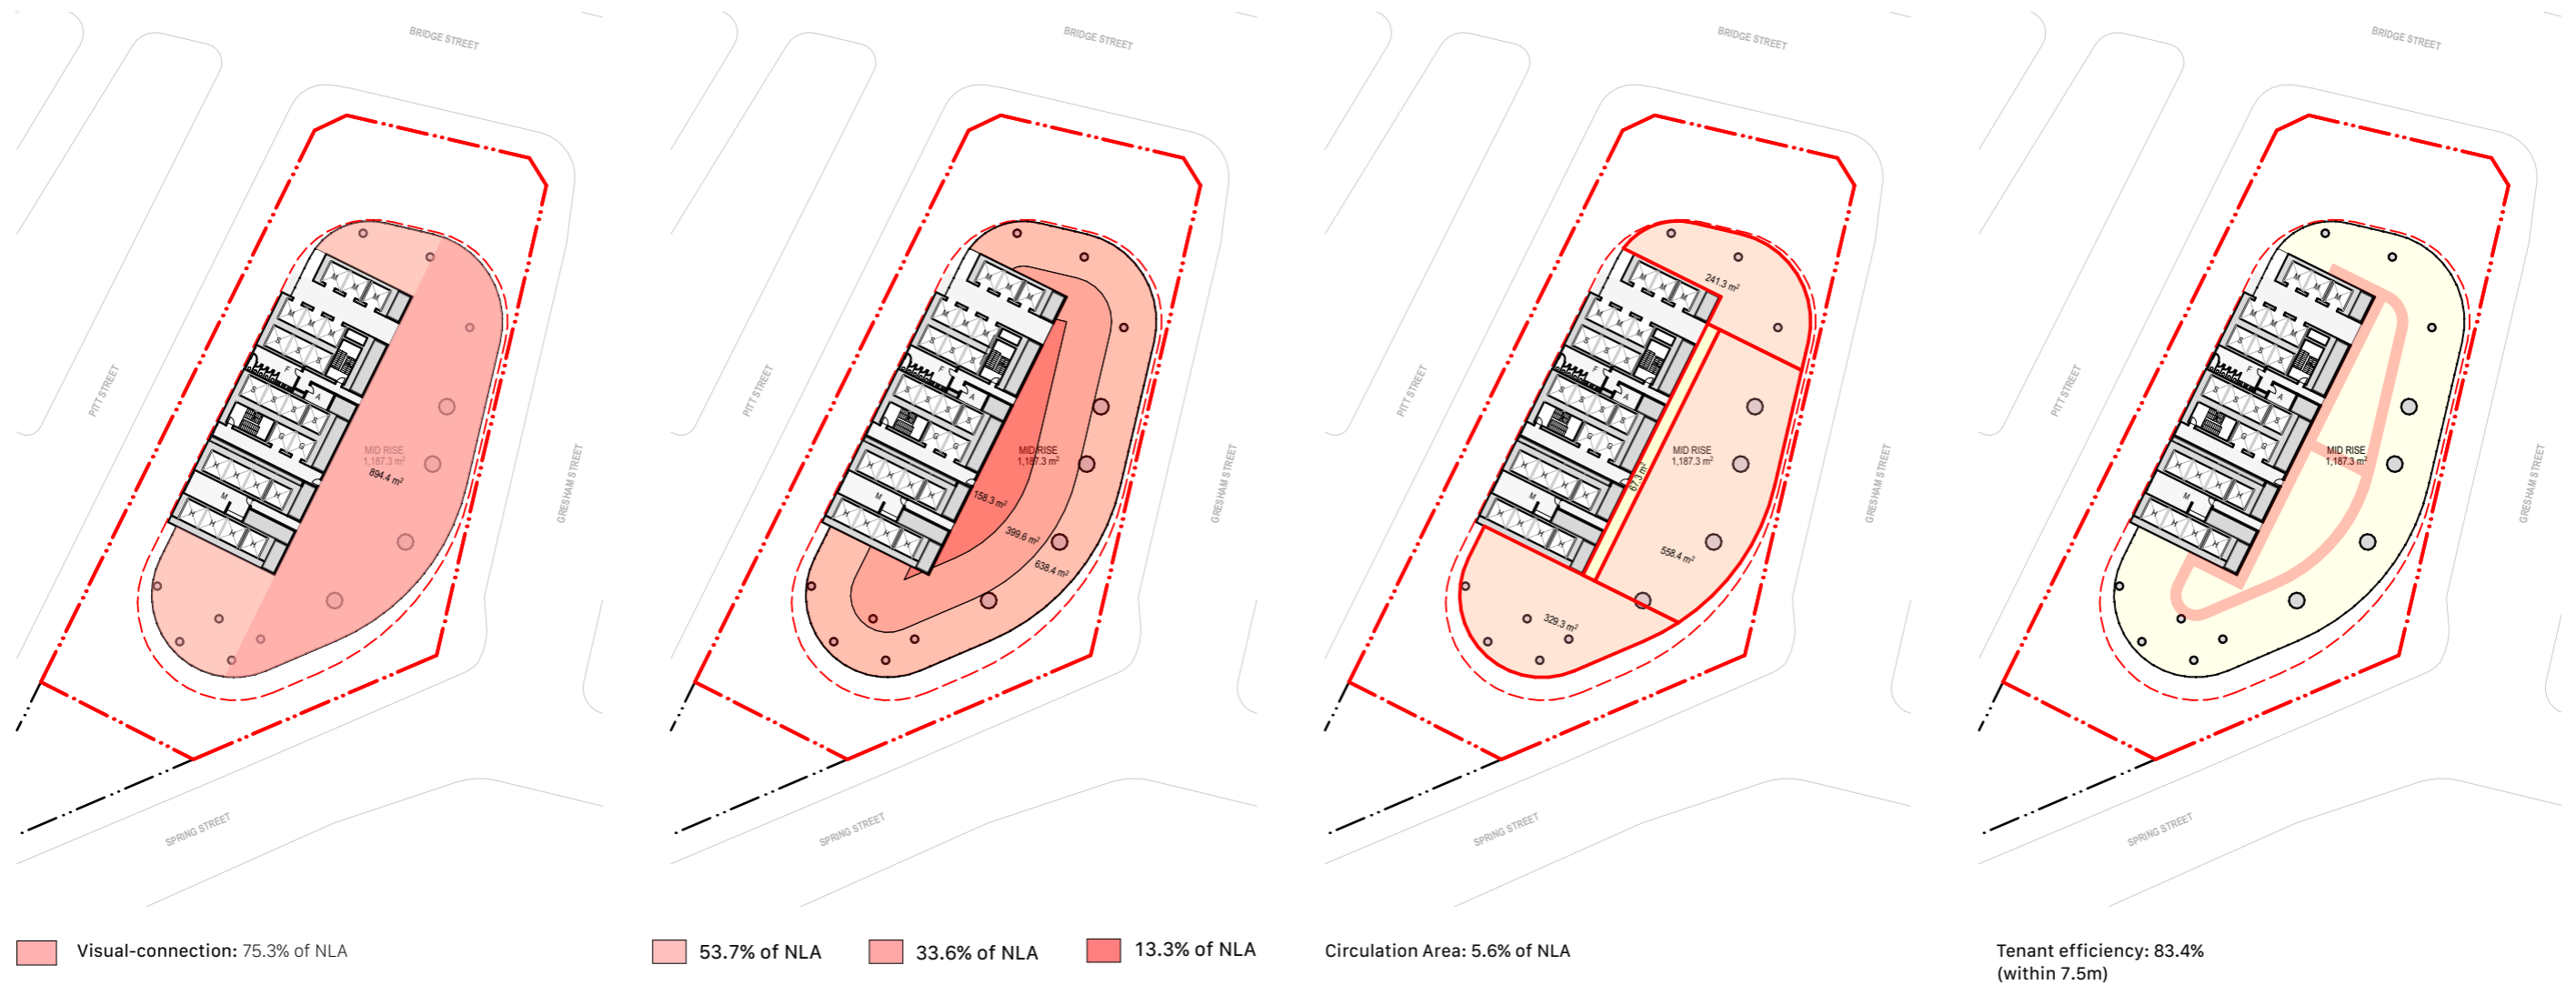 BRIDGE STREET
PITT STREET
GRESHAM STREET
SPRING STREET
MID RISE
1,187.3 m²
894.4 m²
F
A
M
Visual-connection: 75.3% of NLA
BRIDGE STREET
PITT STREET
GRESHAM STREET
SPRING STREET
MID RISE
1,187.3 m²
158.3 m²
399.6 m²
638.4 m²
F
A
M
53.7% of NLA
33.6% of NLA
13.3% of NLA
BRIDGE STREET
PITT STREET
GRESHAM STREET
SPRING STREET
241.3 m²
MID RISE
1,187.3 m²
67.3 m²
558.4 m²
329.3 m²
F
A
M
Circulation Area: 5.6% of NLA
BRIDGE STREET
PITT STREET
GRESHAM STREET
SPRING STREET
MID RISE
1,187.3 m²
F
A
M
Tenant efficiency: 83.4%
(within 7.5m)